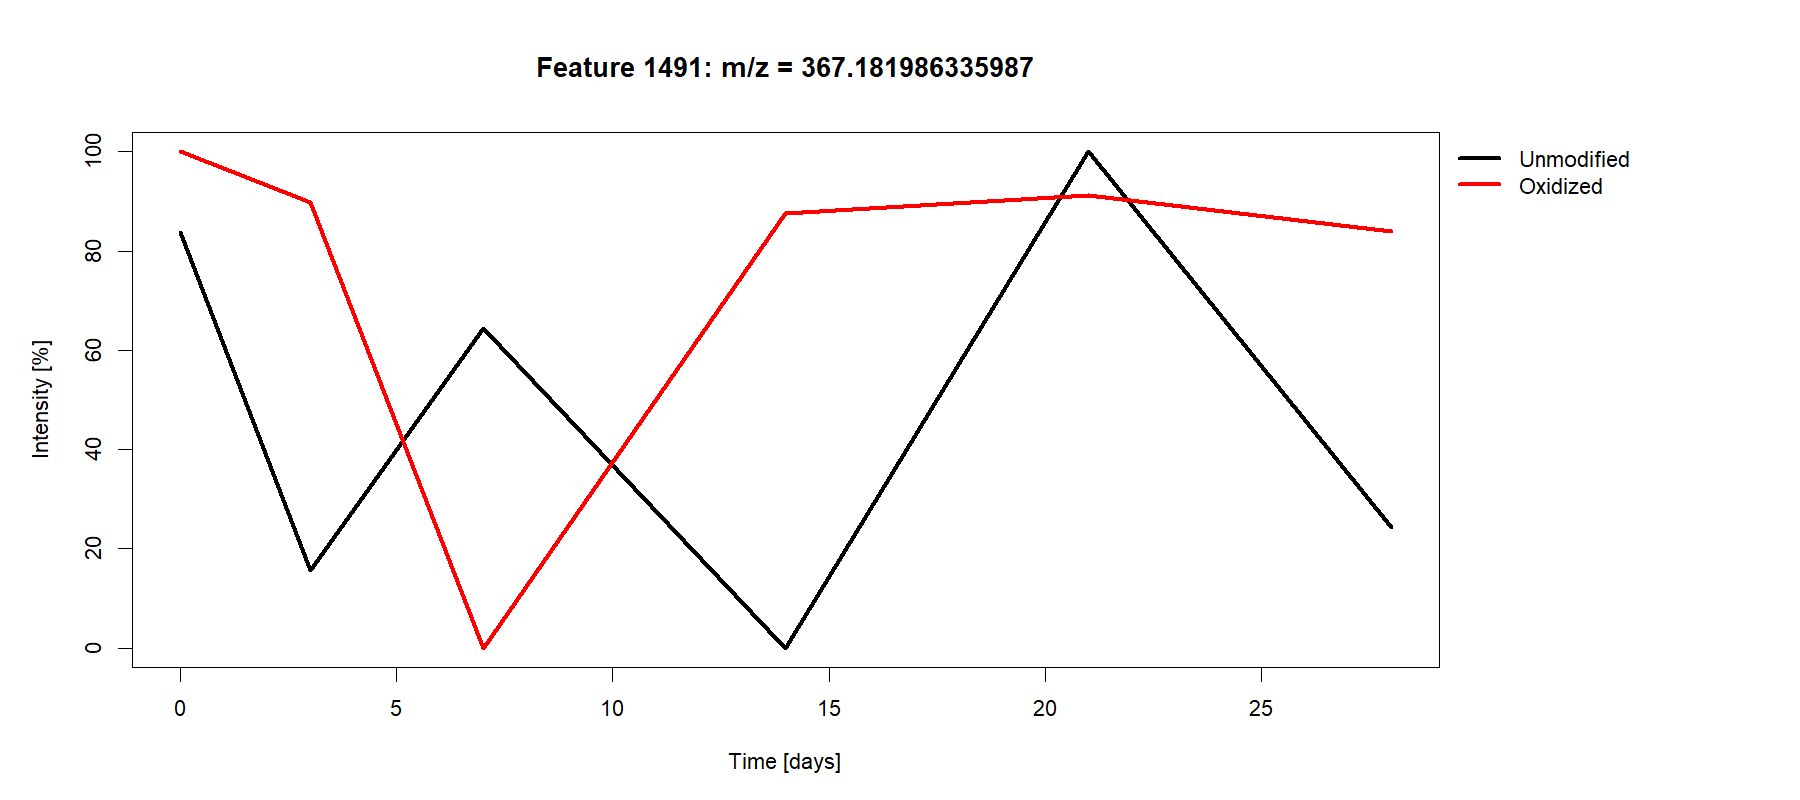 Feature 1491: m/z = 367.181986335987
Unmodified
Oxidized
Intensity [%]
100
80
60
40
20
0
0 5 10 15 20 25
Time [days]